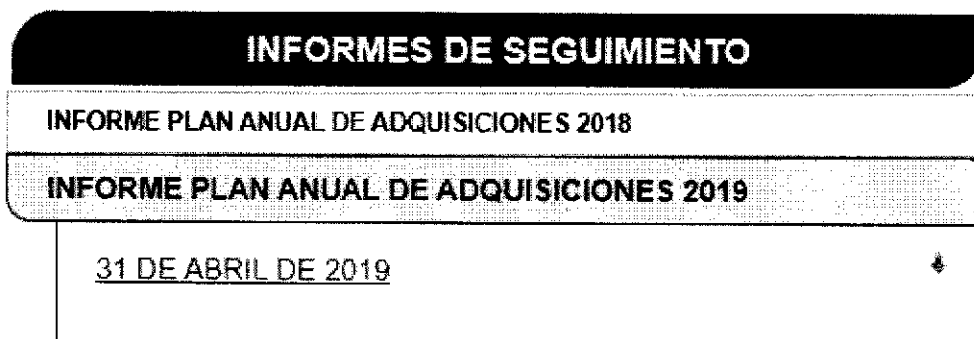 INFORMES DE SEGUIMIENTO
INFORME PLAN ANUAL DE ADQUISICIONES 2018
INFORME PLAN ANUAL DE ADQUISICIONES 2019
31 DE ABRIL DE 2019